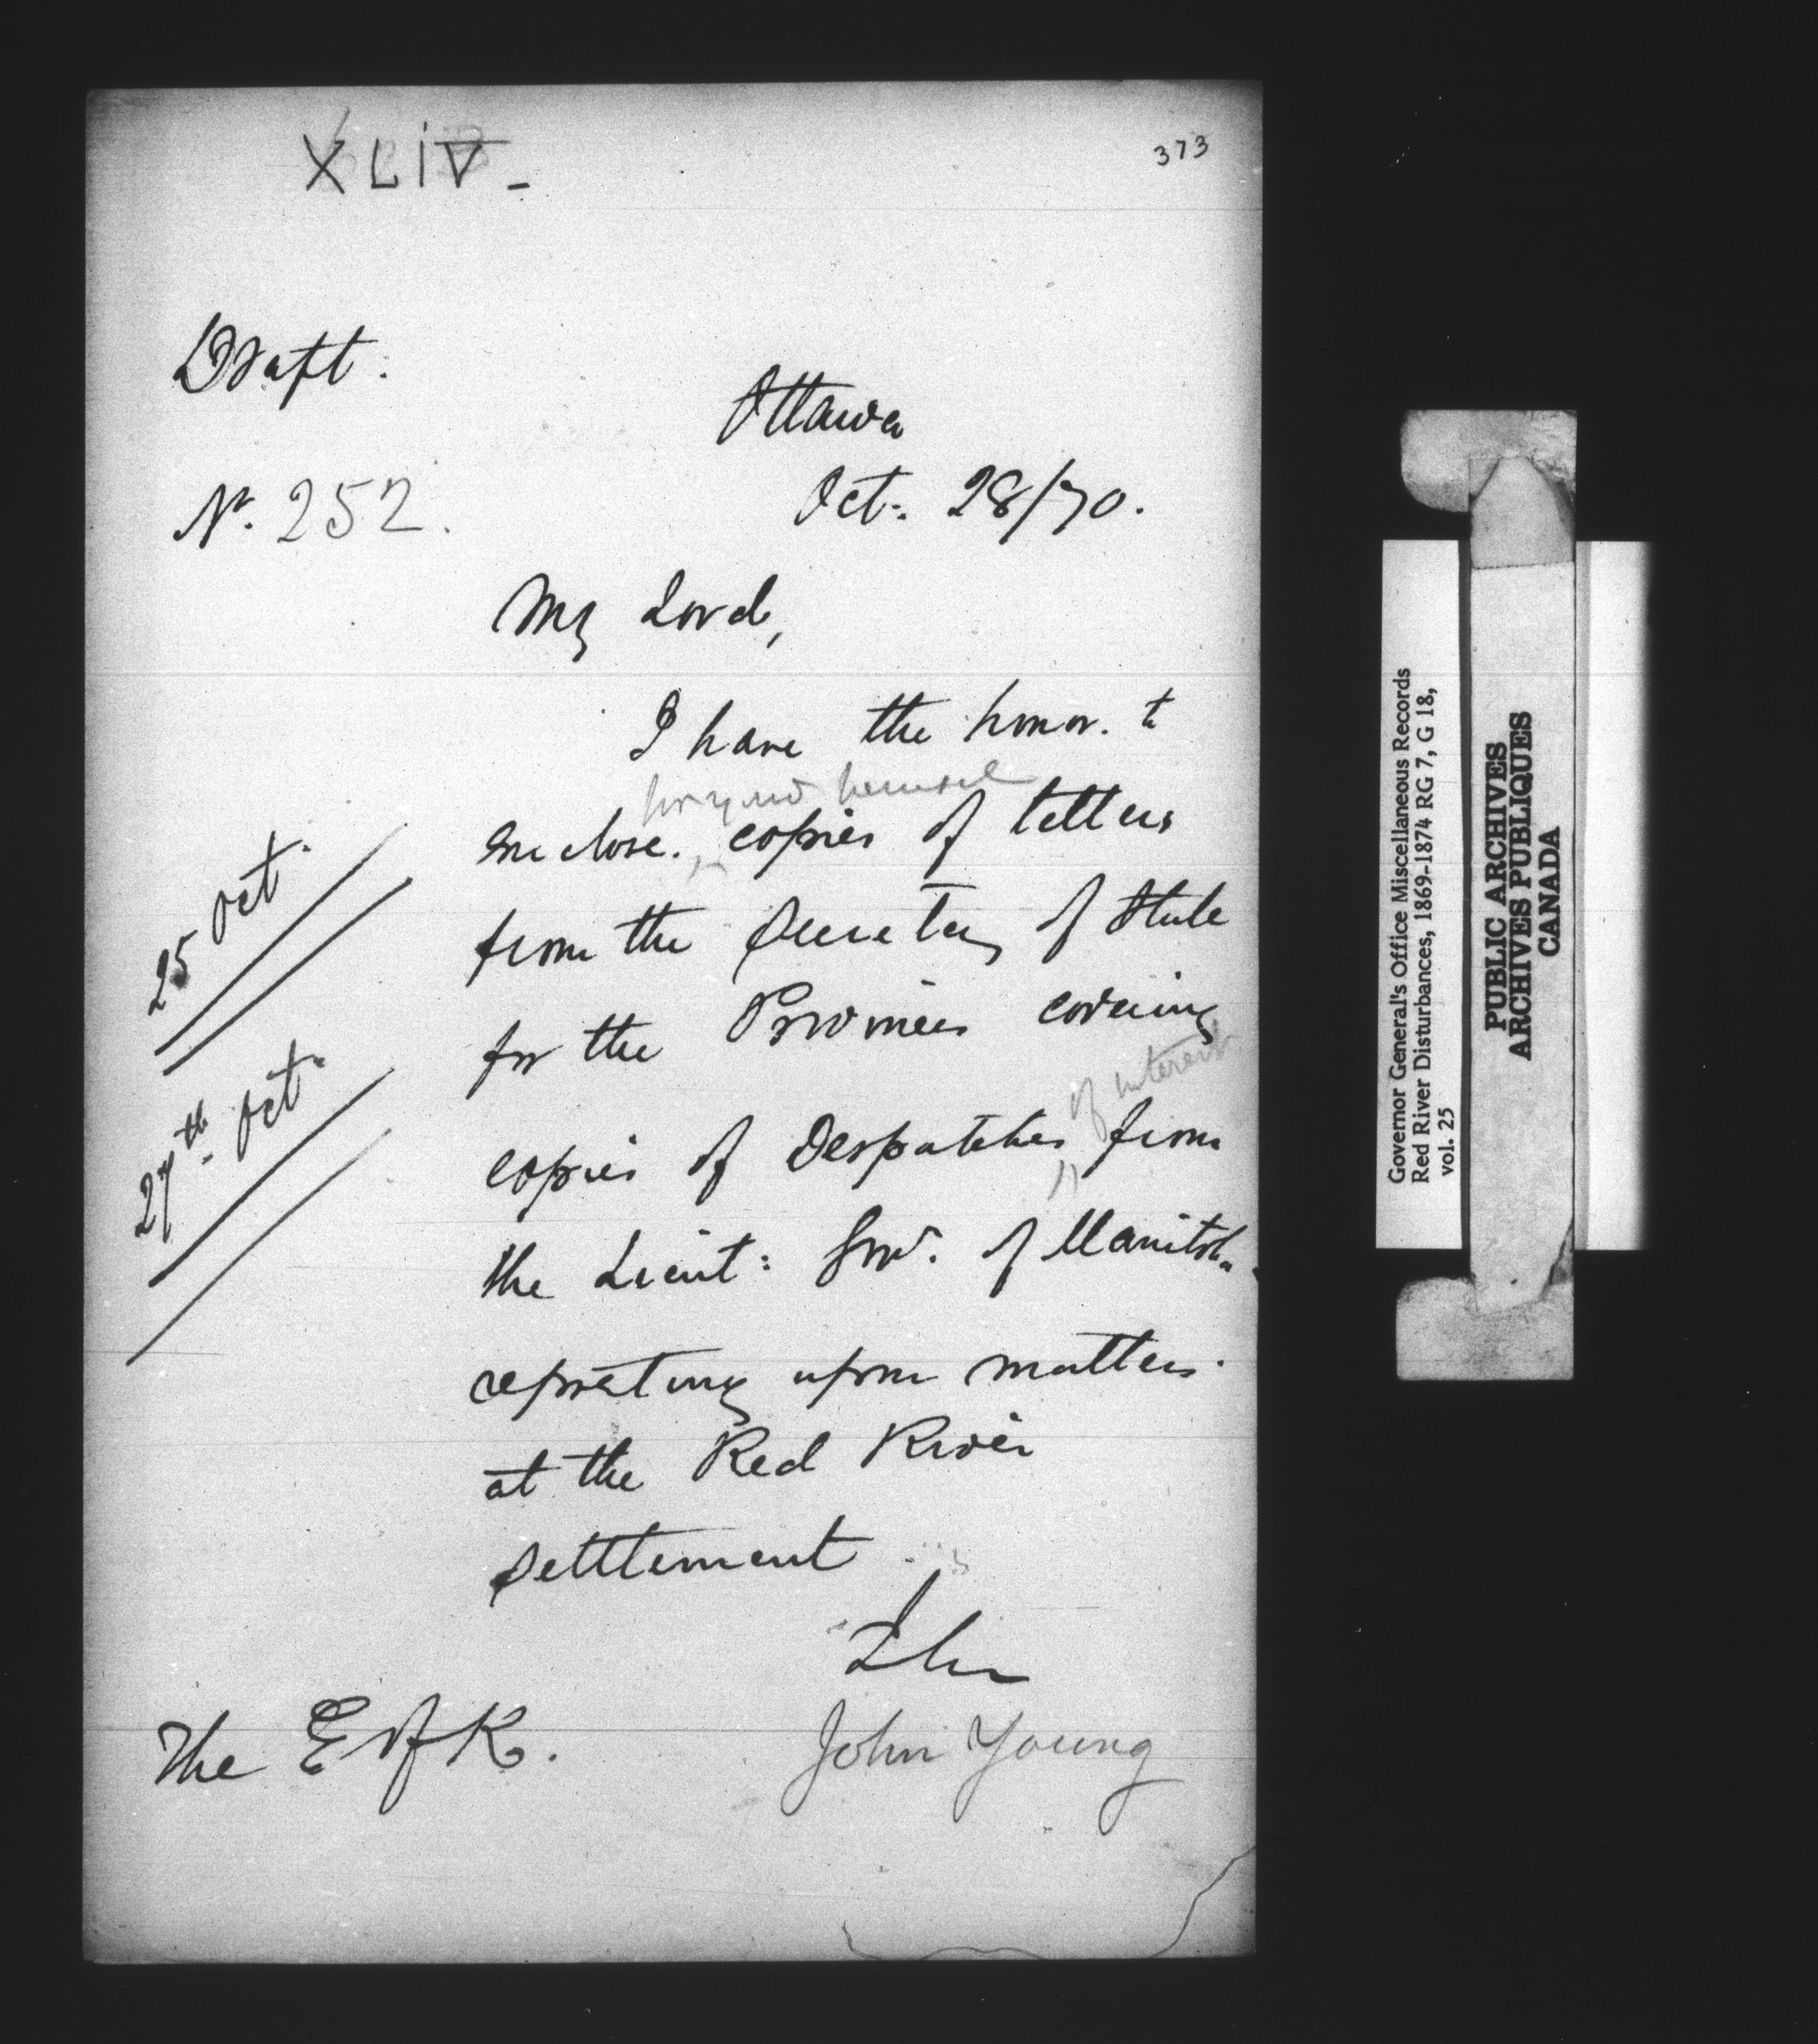 XLIV-
373
Draft:
Ottawa
No. 252.
Oct: 28/70.
My Lord,
I have the honor. to
forward herewith
enclose. copies of letters
from the Secretary of State
for the Provinces covering
of interest
copies of Despatches from
the Lieut: Govr. of Manitoba
reporting upon matters
at the Red River
settlement
25 Oct.
27th. Oct.
The E of K.
John Young
Governor General's Office Miscellaneous Records
Red River Disturbances, 1869-1874 RG 7, G 18,
vol. 25
PUBLIC ARCHIVES
ARCHIVES PUBLIQUES
CANADA